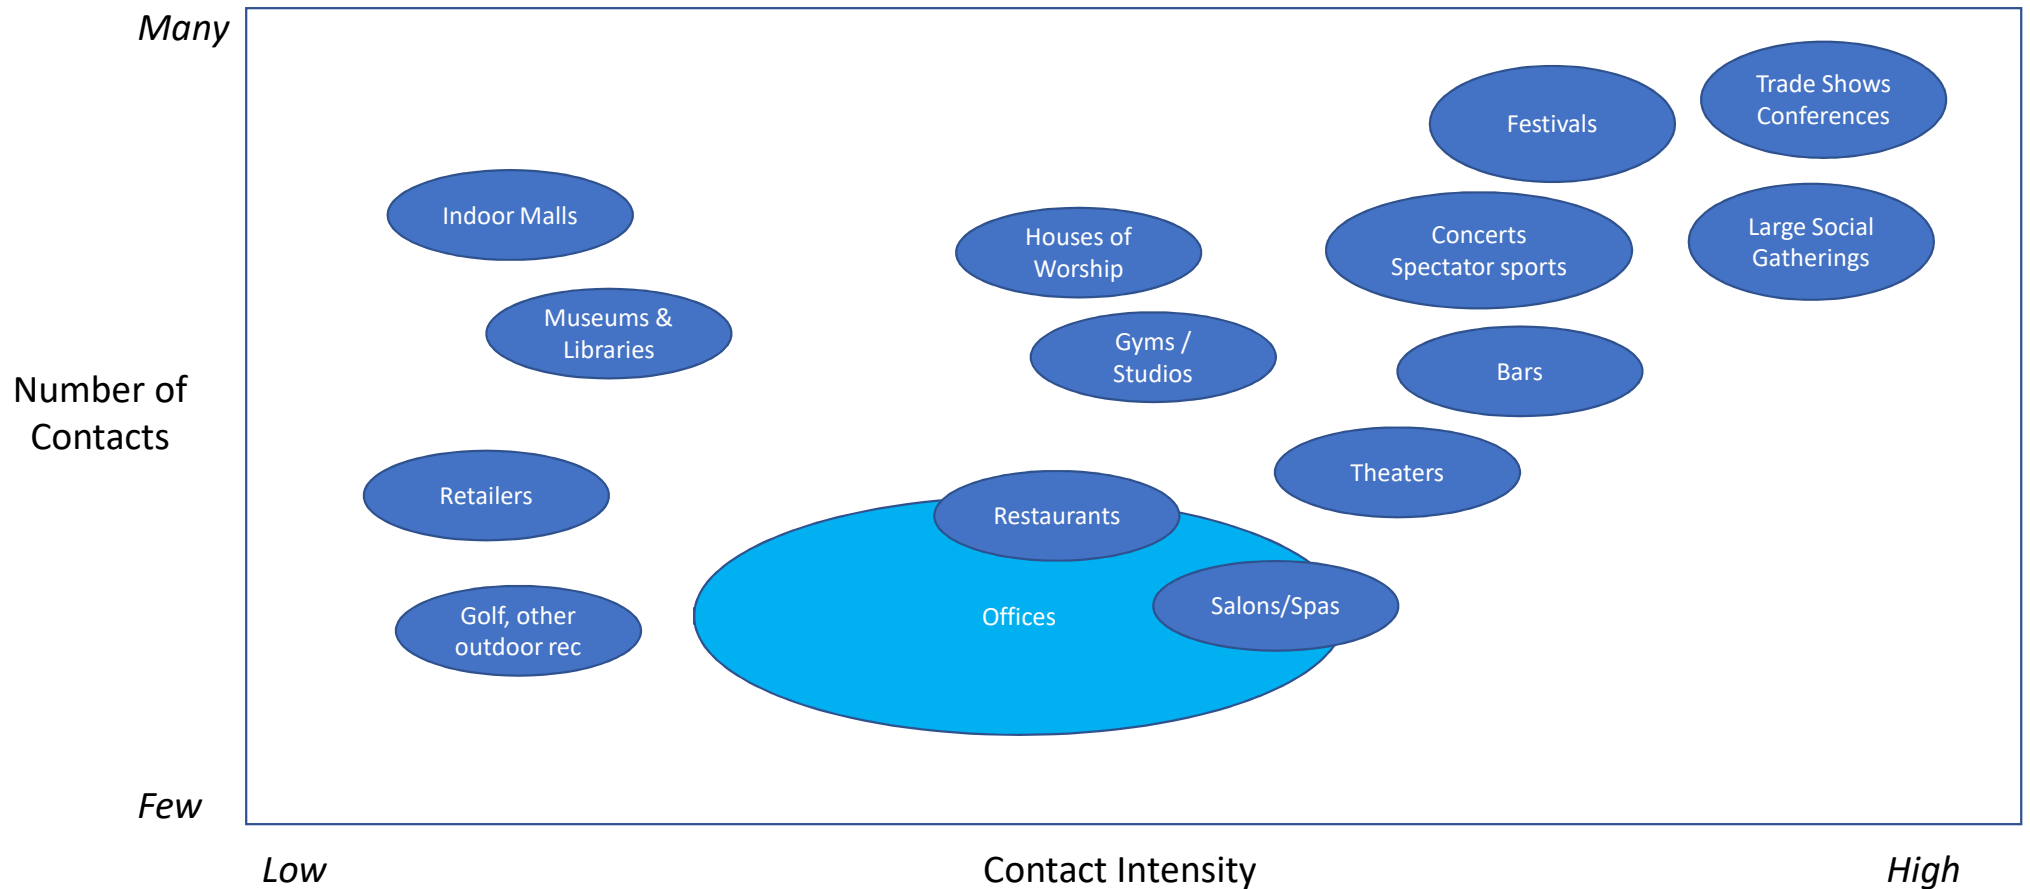 Many
Trade Shows
Conferences
Festivals
Indoor Malls
Houses of
Worship
Concerts
Spectator sports
Large Social
Gatherings
Museums &
Libraries
Gyms /
Studios
Bars
Number of
Contacts
Theaters
Retailers
Restaurants
Golf, other
outdoor rec
Offices
Salons/Spas
Few
Low
Contact Intensity
High